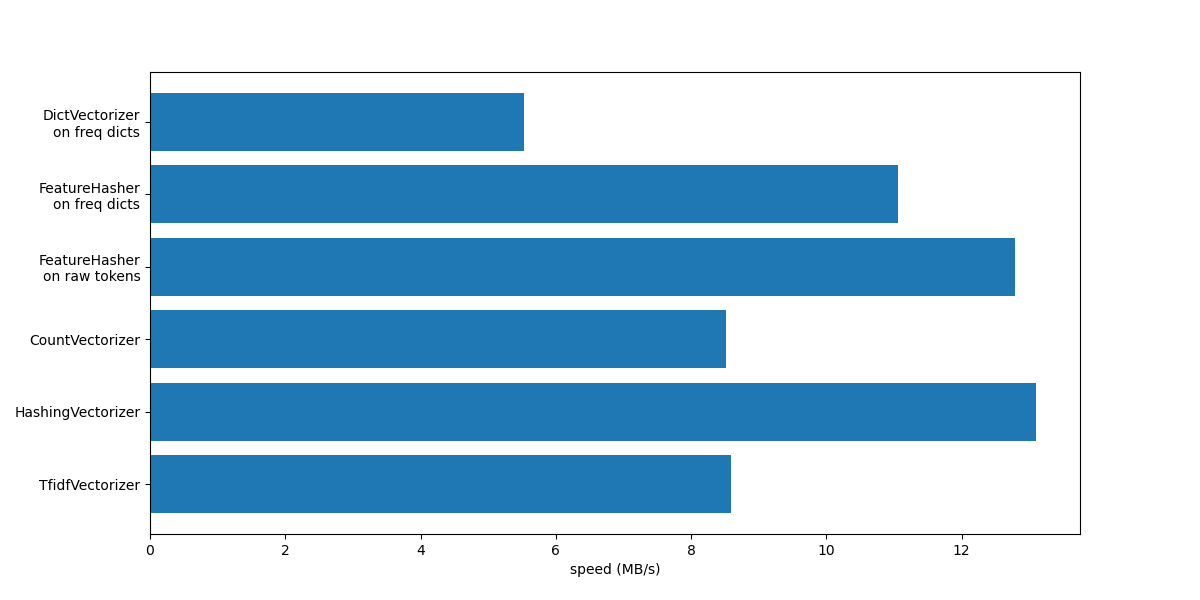 DictVectorizer
on freq dicts
FeatureHasher
on freq dicts
FeatureHasher
on raw tokens
CountVectorizer
HashingVectorizer
TfidfVectorizer
0 2 4 6 8 10 12
speed (MB/s)